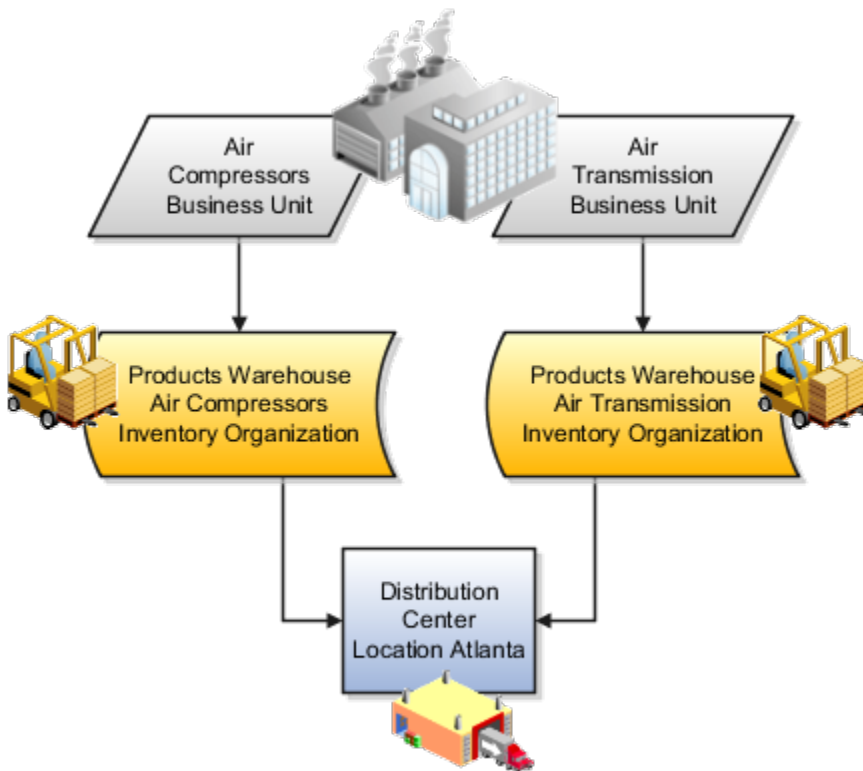 Air
Compressors
Business Unit
Air
Transmission
Business Unit
Products Warehouse
Air Compressors
Inventory Organization
Products Warehouse
Air Transmission
Inventory Organization
Distribution
Center
Location Atlanta